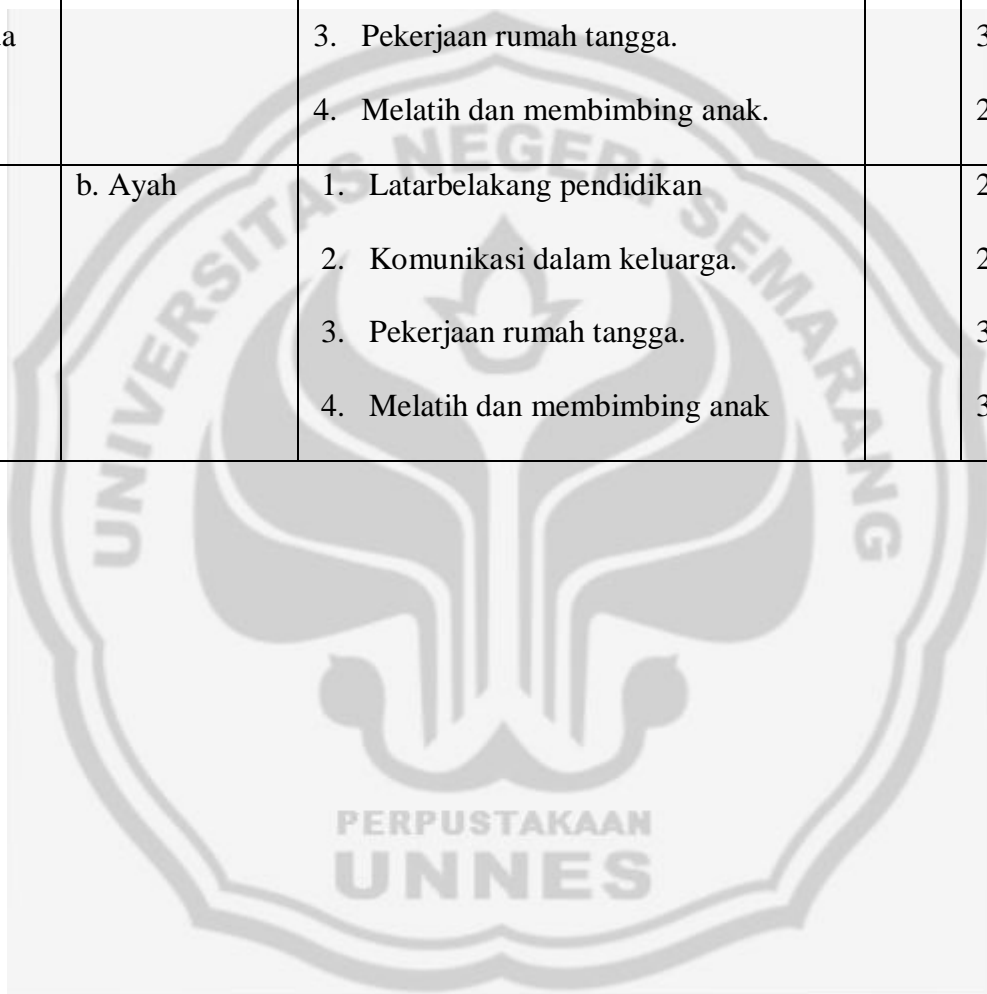 a 3. Pekerjaan rumah tangga. 3
4. Melatih dan membimbing anak. 2
b. Ayah 1. Latarbelakang pendidikan 2
2. Komunikasi dalam keluarga. 2
3. Pekerjaan rumah tangga. 3
4. Melatih dan membimbing anak 3
UNIVERSITAS NEGERI SEMARANG
PERPUSTAKAAN
UNNES